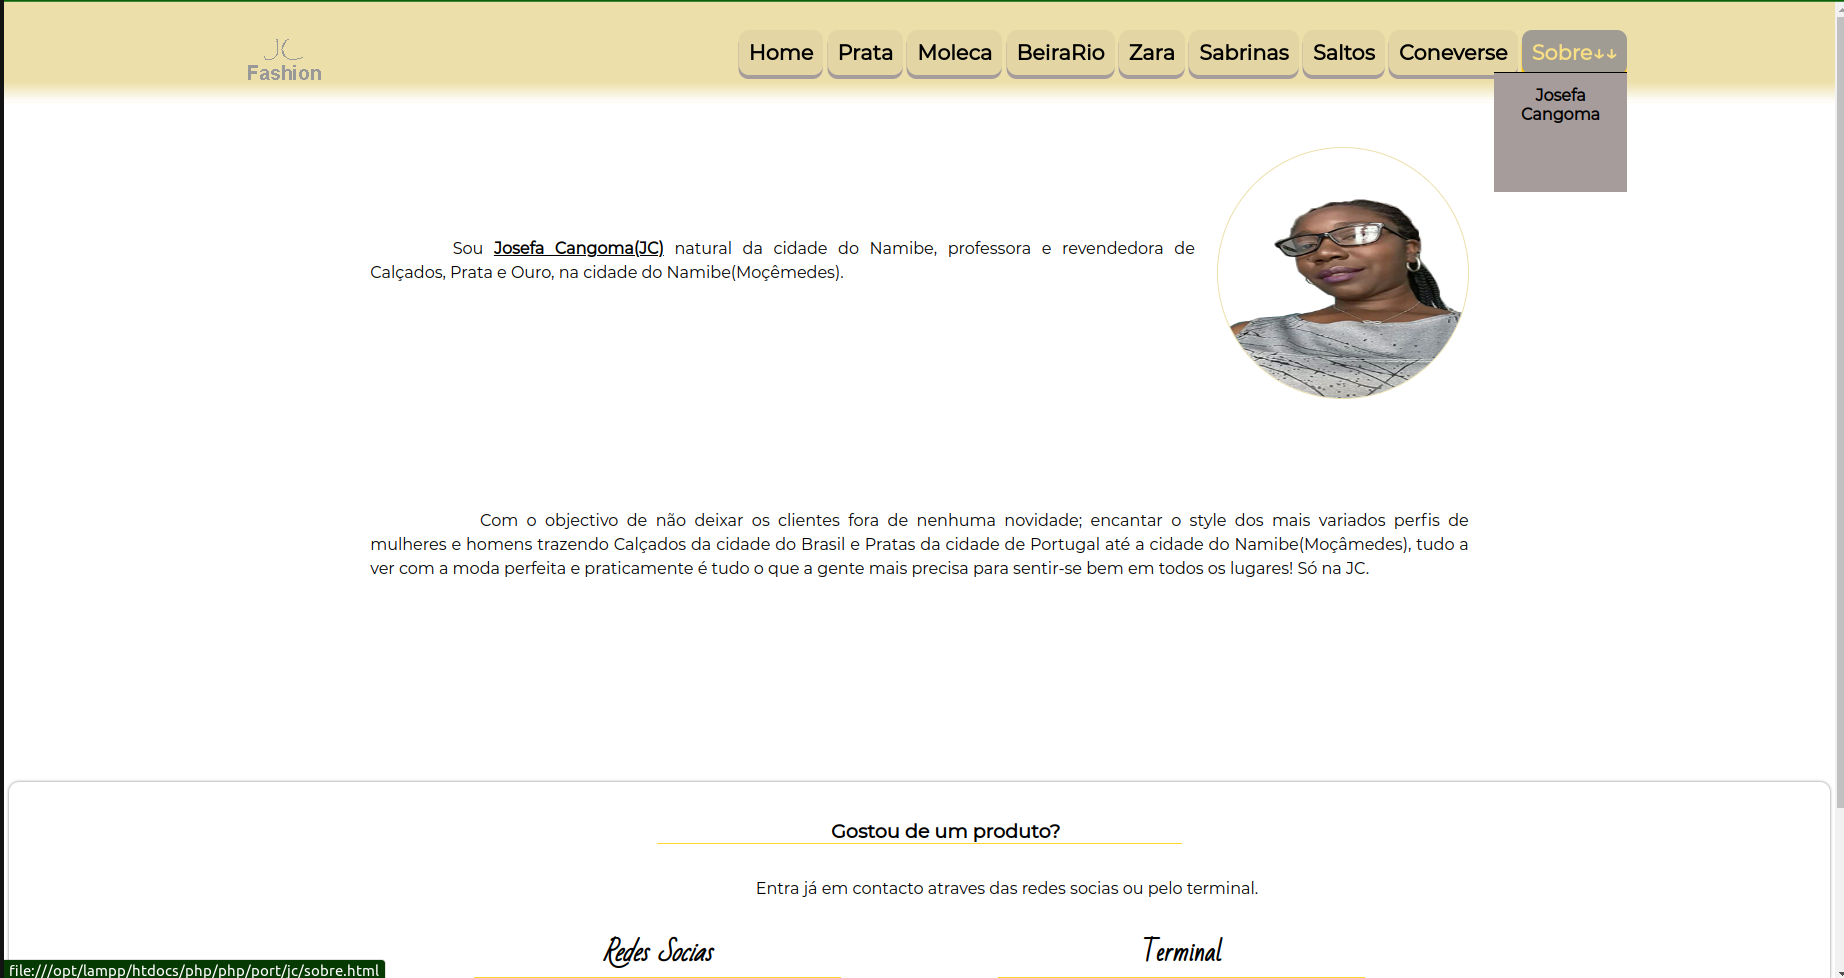 JC
Fashion
Home Prata Moleca BeiraRio Zara Sabrinas Saltos Coneverse Sobre↓↓
Josefa
Cangoma
Sou Josefa Cangoma(JC) natural da cidade do Namibe, professora e revendedora de
Calçados, Prata e Ouro, na cidade do Namibe(Moçêmedes).
Com o objectivo de não deixar os clientes fora de nenhuma novidade; encantar o style dos mais variados perfis de
mulheres e homens trazendo Calçados da cidade do Brasil e Pratas da cidade de Portugal até a cidade do Namibe(Moçâmedes), tudo a
ver com a moda perfeita e praticamente é tudo o que a gente mais precisa para sentir-se bem em todos os lugares! Só na JC.
Gostou de um produto?
Entra já em contacto atraves das redes socias ou pelo terminal.
Redes Socias
Terminal
file:///opt/lampp/htdocs/php/php/port/jc/sobre.html